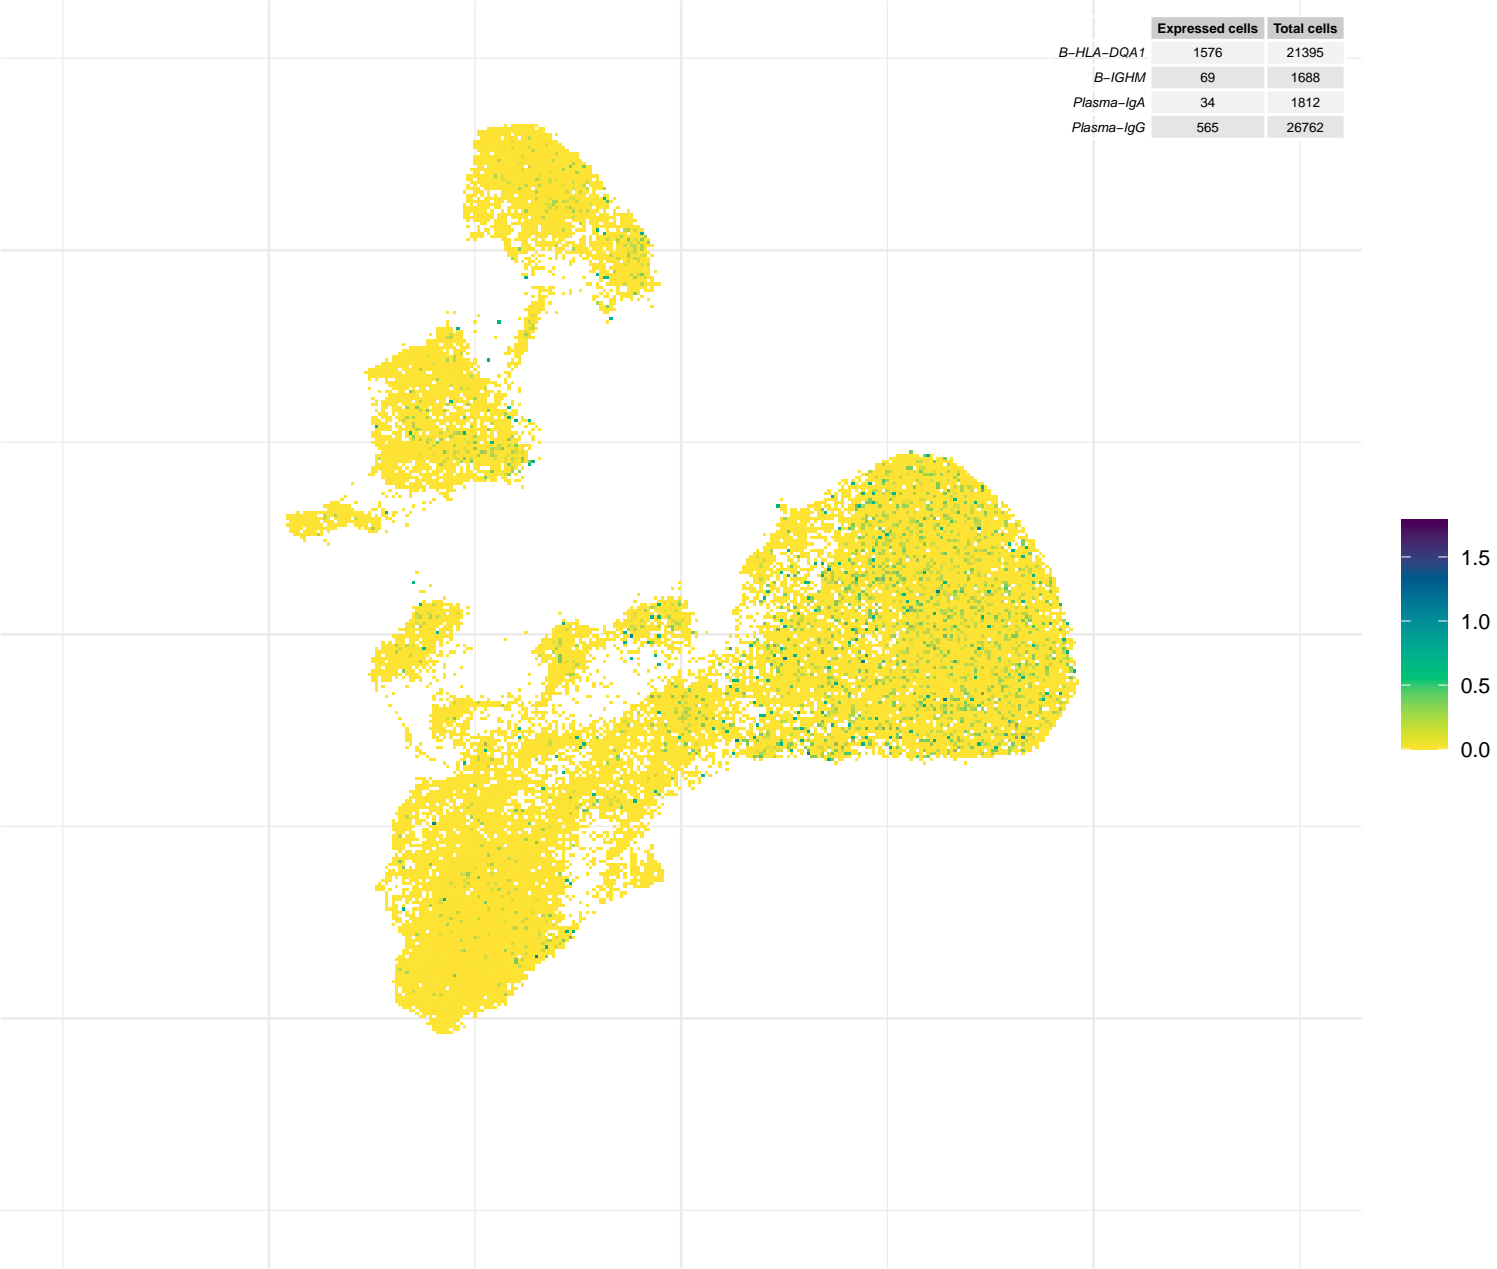 Expressed cells Total cells
B−HLA−DQA1 1576 21395
B−IGHM 69 1688
Plasma−IgA 34 1812
Plasma−IgG 565 26762
1.5
1.0
0.5
0.0